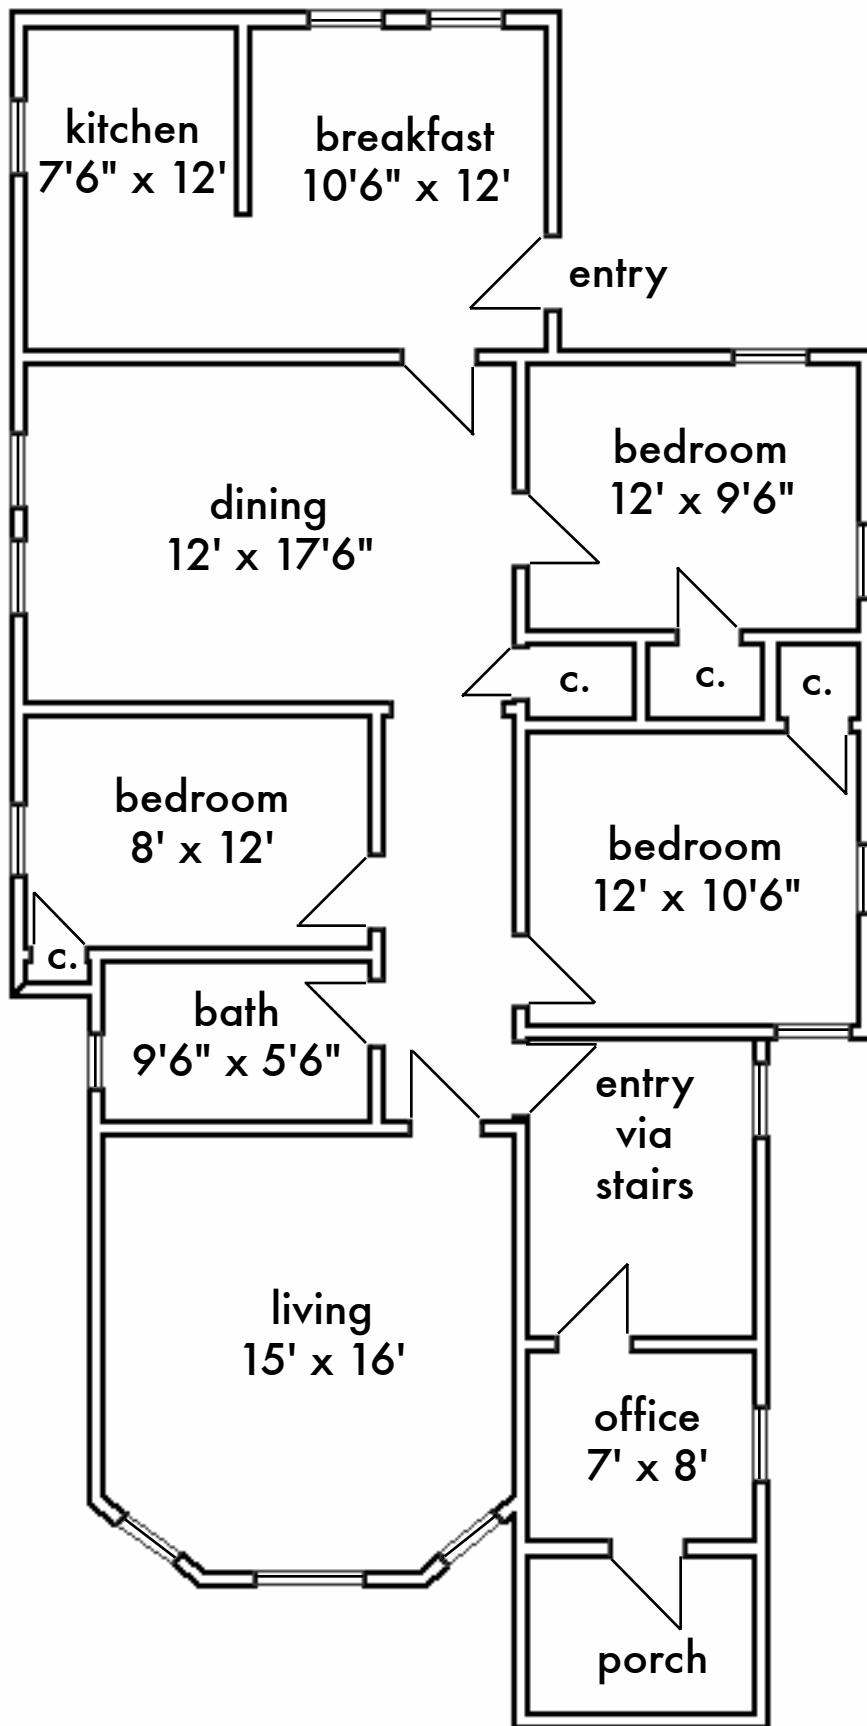 kitchen
7'6" x 12'
breakfast
10'6" x 12'
entry
dining
12' x 17'6"
bedroom
12' x 9'6"
c.
c.
c.
bedroom
8' x 12'
c.
bedroom
12' x 10'6"
bath
9'6" x 5'6"
entry
via
stairs
living
15' x 16'
office
7' x 8'
porch